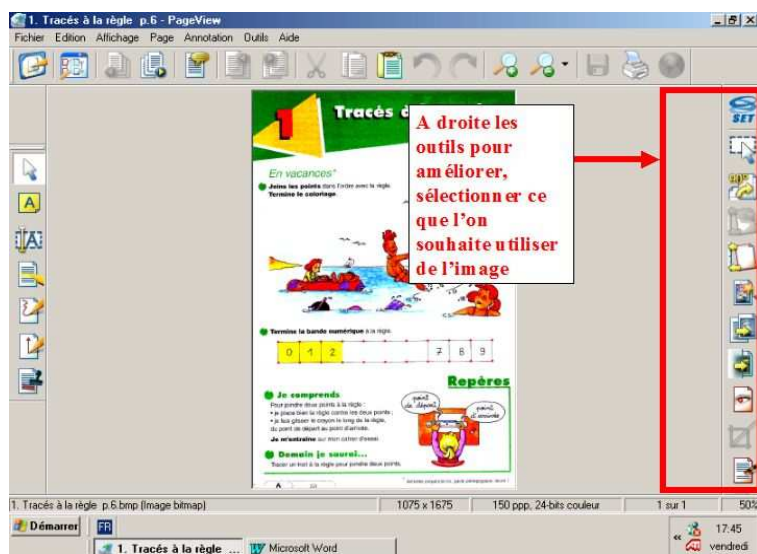 1. Tracés à la règle p.6 - PageView
Fichier Edition Affichage Page Annotation Outils Aide
SET
A
A
1
Tracés
A droite les
outils pour
améliorer,
sélectionner ce
que l'on
souhaite utiliser
de l'image
En vacances*
Joins les points dans l'ordre avec la règle.
Termine le coloriage.
Termine la bande numérique à la règle.
0 1 2 7 8 9
Repères
Je comprends
Pour joindre deux points à la règle :
• je place bien la règle contre les deux points ;
• je fais glisser le crayon le long de la règle,
du point de départ au point d'arrivée.
Je m'entraîne sur mon cahier d'essai.
point de départ
point d'arrivée
Demain je saurai...
Tracer un trait à la règle pour joindre deux points.
A
1. Tracés à la règle p.6.bmp (Image bitmap) 1075 x 1675 150 ppp, 24-bits couleur 1 sur 1 50%
Démarrer FR 17:45
1. Tracés à la règle ... Microsoft Word vendredi